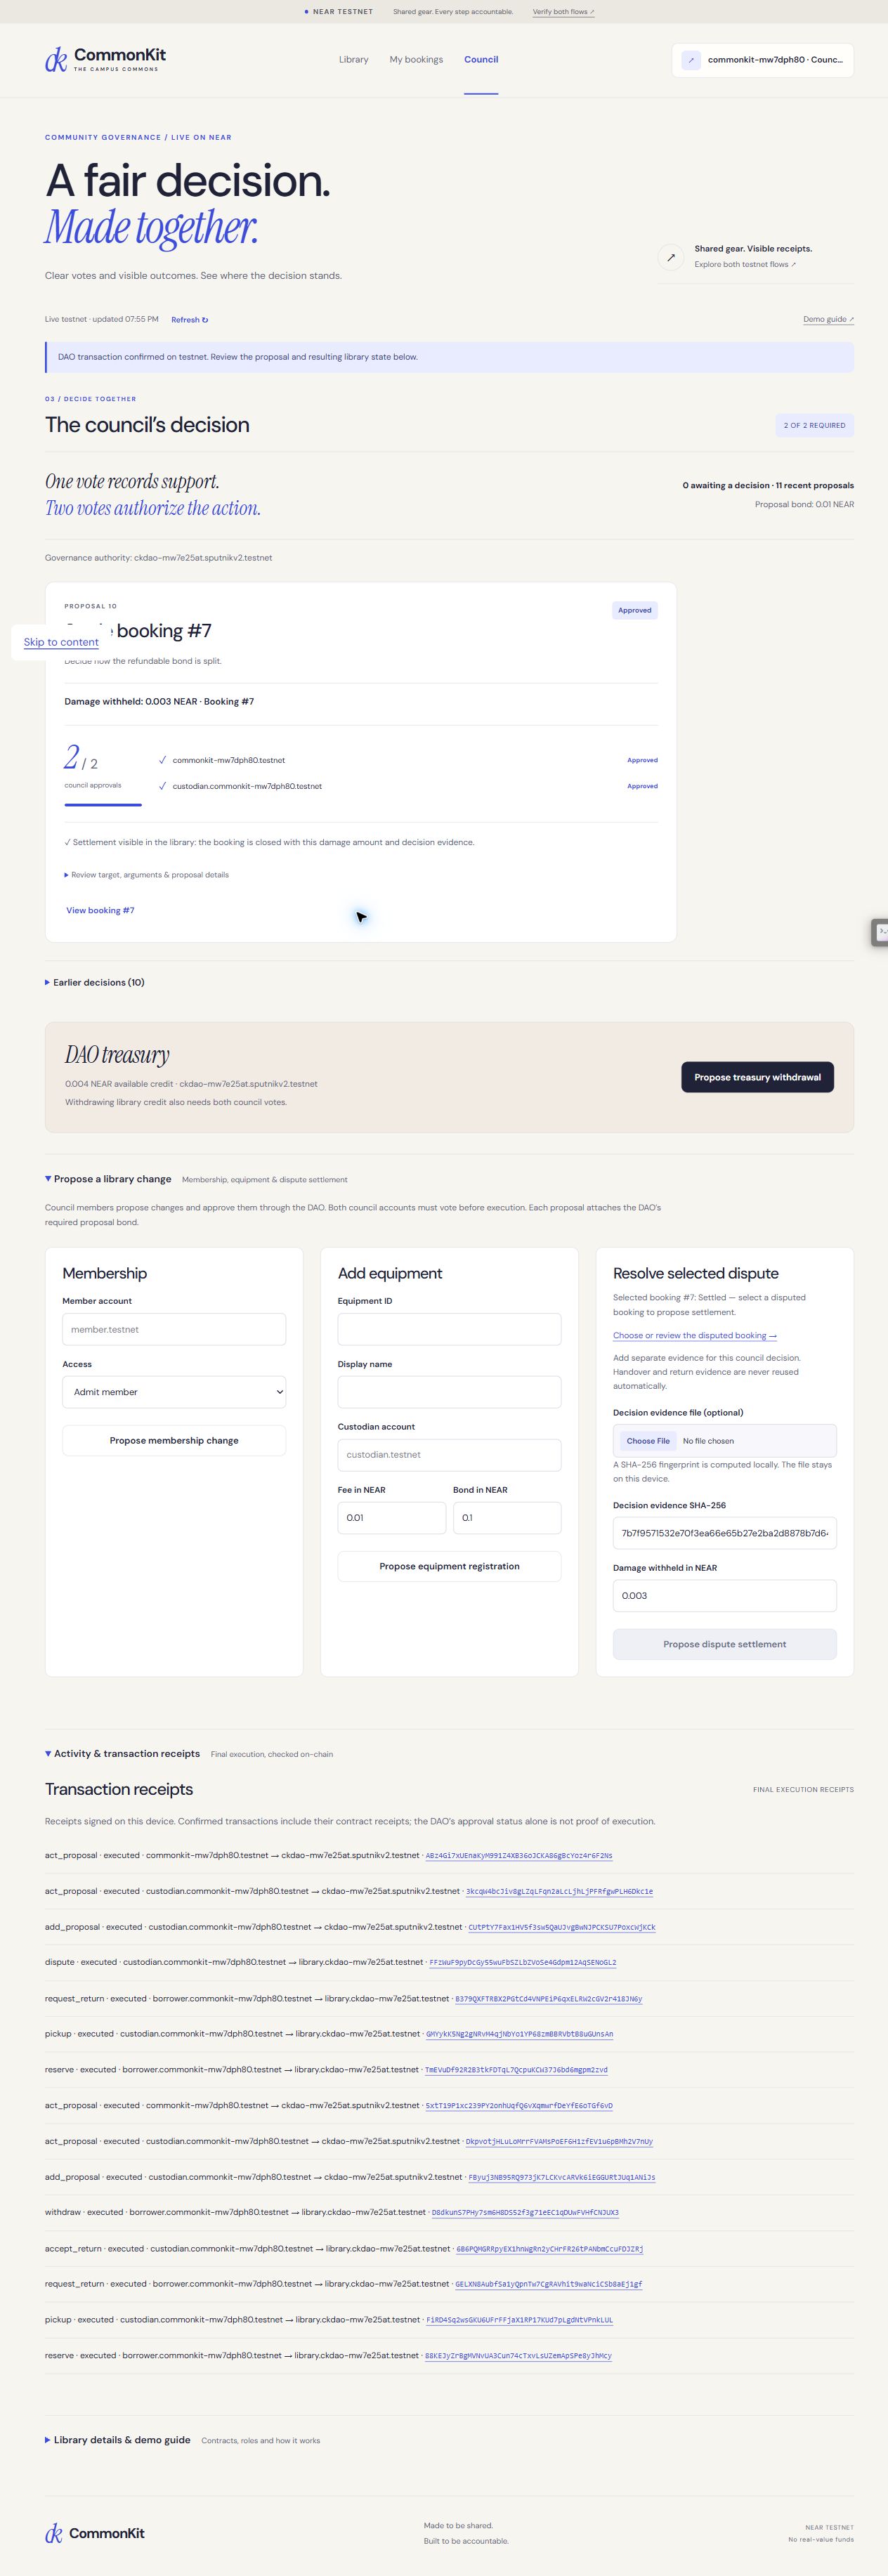 NEAR TESTNET Shared gear. Every step accountable. Verify both flows ↗
CommonKit
THE CAMPUS COMMONS
Library My bookings Council
↗ commonkit-mw7dph80 · Counc...
COMMUNITY GOVERNANCE / LIVE ON NEAR
A fair decision.
Made together.
Clear votes and visible outcomes. See where the decision stands.
↗ Shared gear. Visible receipts.
Explore both testnet flows ↗
Live testnet · updated 07:55 PM Refresh ↻
Demo guide ↗
DAO transaction confirmed on testnet. Review the proposal and resulting library state below.
03 / DECIDE TOGETHER
The council's decision
2 OF 2 REQUIRED
One vote records support.
Two votes authorize the action.
0 awaiting a decision · 11 recent proposals
Proposal bond: 0.01 NEAR
Governance authority: ckdao-mw7e25at.sputnikv2.testnet
PROPOSAL 10
Approved
booking #7
Skip to content
Decide how the refundable bond is split.
Damage withheld: 0.003 NEAR · Booking #7
2 / 2
council approvals
✓ commonkit-mw7dph80.testnet Approved
✓ custodian.commonkit-mw7dph80.testnet Approved
✓ Settlement visible in the library: the booking is closed with this damage amount and decision evidence.
Review target, arguments & proposal details
View booking #7
Earlier decisions (10)
DAO treasury
0.004 NEAR available credit · ckdao-mw7e25at.sputnikv2.testnet
Withdrawing library credit also needs both council votes.
Propose treasury withdrawal
Propose a library change Membership, equipment & dispute settlement
Council members propose changes and approve them through the DAO. Both council accounts must vote before execution. Each proposal attaches the DAO's
required proposal bond.
Membership
Member account
member.testnet
Access
Admit member
Propose membership change
Add equipment
Equipment ID
Display name
Custodian account
custodian.testnet
Fee in NEAR Bond in NEAR
0.01 0.1
Propose equipment registration
Resolve selected dispute
Selected booking #7: Settled — select a disputed
booking to propose settlement.
Choose or review the disputed booking →
Add separate evidence for this council decision.
Handover and return evidence are never reused
automatically.
Decision evidence file (optional)
Choose File No file chosen
A SHA-256 fingerprint is computed locally. The file stays
on this device.
Decision evidence SHA-256
7b7f9571532e70f3ea66e65b27e2ba2d8878b7d64
Damage withheld in NEAR
0.003
Propose dispute settlement
Activity & transaction receipts Final execution, checked on-chain
Transaction receipts
FINAL EXECUTION RECEIPTS
Receipts signed on this device. Confirmed transactions include their contract receipts; the DAO's approval status alone is not proof of execution.
act_proposal · executed · commonkit-mw7dph80.testnet → ckdao-mw7e25at.sputnikv2.testnet ·
act_proposal · executed · custodian.commonkit-mw7dph80.testnet → ckdao-mw7e25at.sputnikv2.testnet ·
add_proposal · executed · custodian.commonkit-mw7dph80.testnet → ckdao-mw7e25at.sputnikv2.testnet ·
dispute · executed · custodian.commonkit-mw7dph80.testnet → library.ckdao-mw7e25at.testnet ·
request_return · executed · borrower.commonkit-mw7dph80.testnet → library.ckdao-mw7e25at.testnet ·
pickup · executed · custodian.commonkit-mw7dph80.testnet → library.ckdao-mw7e25at.testnet ·
reserve · executed · borrower.commonkit-mw7dph80.testnet → library.ckdao-mw7e25at.testnet ·
act_proposal · executed · commonkit-mw7dph80.testnet → ckdao-mw7e25at.sputnikv2.testnet ·
act_proposal · executed · custodian.commonkit-mw7dph80.testnet → ckdao-mw7e25at.sputnikv2.testnet ·
add_proposal · executed · custodian.commonkit-mw7dph80.testnet → ckdao-mw7e25at.sputnikv2.testnet ·
withdraw · executed · borrower.commonkit-mw7dph80.testnet → library.ckdao-mw7e25at.testnet ·
accept_return · executed · custodian.commonkit-mw7dph80.testnet → library.ckdao-mw7e25at.testnet ·
request_return · executed · borrower.commonkit-mw7dph80.testnet → library.ckdao-mw7e25at.testnet ·
pickup · executed · custodian.commonkit-mw7dph80.testnet → library.ckdao-mw7e25at.testnet ·
reserve · executed · borrower.commonkit-mw7dph80.testnet → library.ckdao-mw7e25at.testnet ·
Library details & demo guide Contracts, roles and how it works
CommonKit
Made to be shared.
Built to be accountable.
NEAR TESTNET
No real-value funds